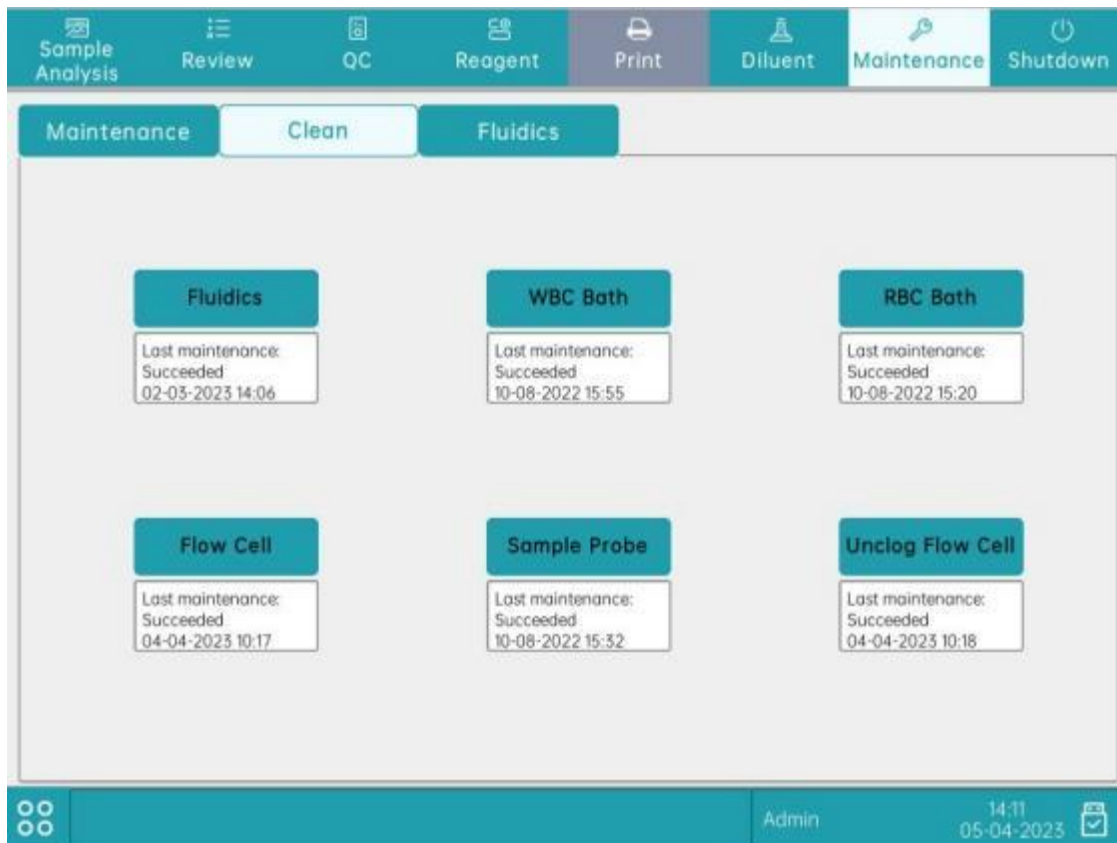 Sample
Analysis
Review
QC
Reagent
Print
Diluent
Maintenance
Shutdown
Maintenance
Clean
Fluidics
Fluidics
Last maintenance:
Succeeded
02-03-2023 14:06
WBC Bath
Last maintenance:
Succeeded
10-08-2022 15:55
RBC Bath
Last maintenance:
Succeeded
10-08-2022 15:20
Flow Cell
Last maintenance:
Succeeded
04-04-2023 10:17
Sample Probe
Last maintenance:
Succeeded
10-08-2022 15:32
Unclog Flow Cell
Last maintenance:
Succeeded
04-04-2023 10:18
Admin
14:11
05-04-2023